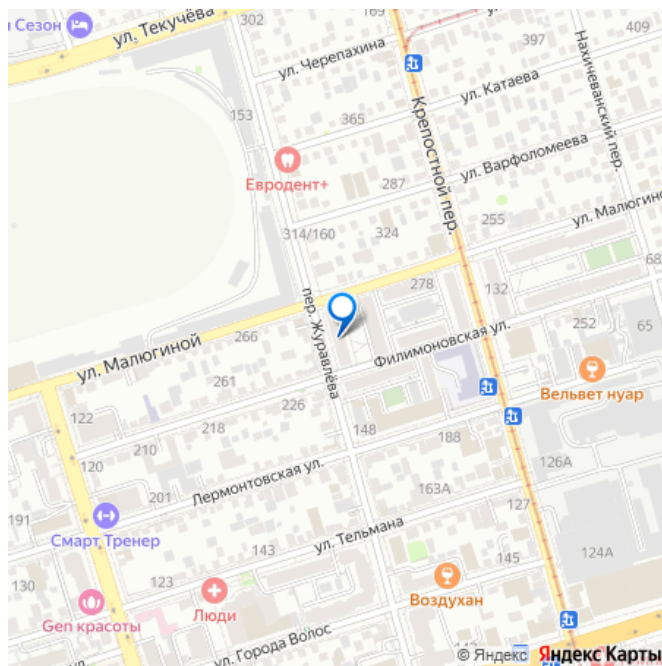 Сезон
302
169
397
409
ул. Текучёва
ул. Черепахина
Нахичеванский пер.
153
365
ул. Катаева
Крепостной пер.
Евродент+
287
ул. Варфоломеева
314/160
324
255
ул. Малюгиной
68
пер. Журавлёва
278
132
266
ул. Малюгиной
Филимоновская ул.
252
65
261
226
Вельвет нуар
122
218
148
188
210
120
Лермонтовская ул.
126А
201
163А
191
127
Смарт Тренер
ул. Тельмана
143
124А
130
123
145
Люди
Воздухан
Gen красоты
ул. Города Волос
© Яндекс Яндекс Карты